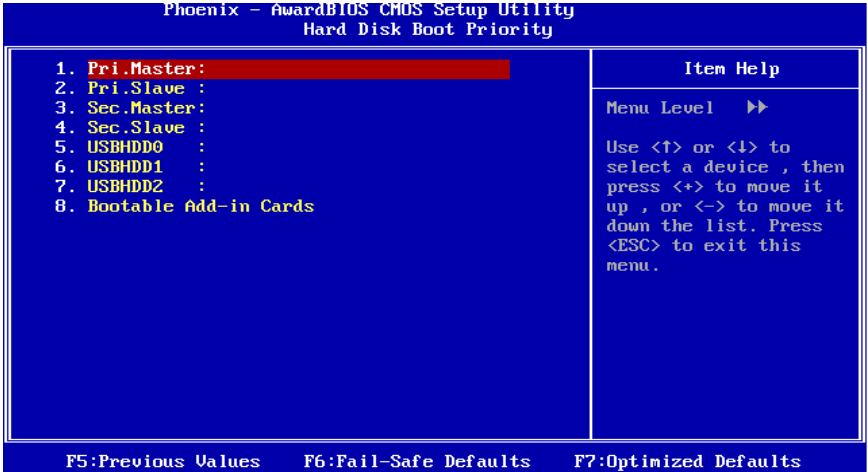 Phoenix - AwardBIOS CMOS Setup Utility
Hard Disk Boot Priority
1. Pri.Master:
2. Pri.Slave :
3. Sec.Master:
4. Sec.Slave :
5. USBHDD0 :
6. USBHDD1 :
7. USBHDD2 :
8. Bootable Add-in Cards
Item Help
Menu Level ▶▶
Use <↑> or <↓> to
select a device , then
press <+> to move it
up , or <-> to move it
down the list. Press
<ESC> to exit this
menu.
F5:Previous Values F6:Fail-Safe Defaults F7:Optimized Defaults